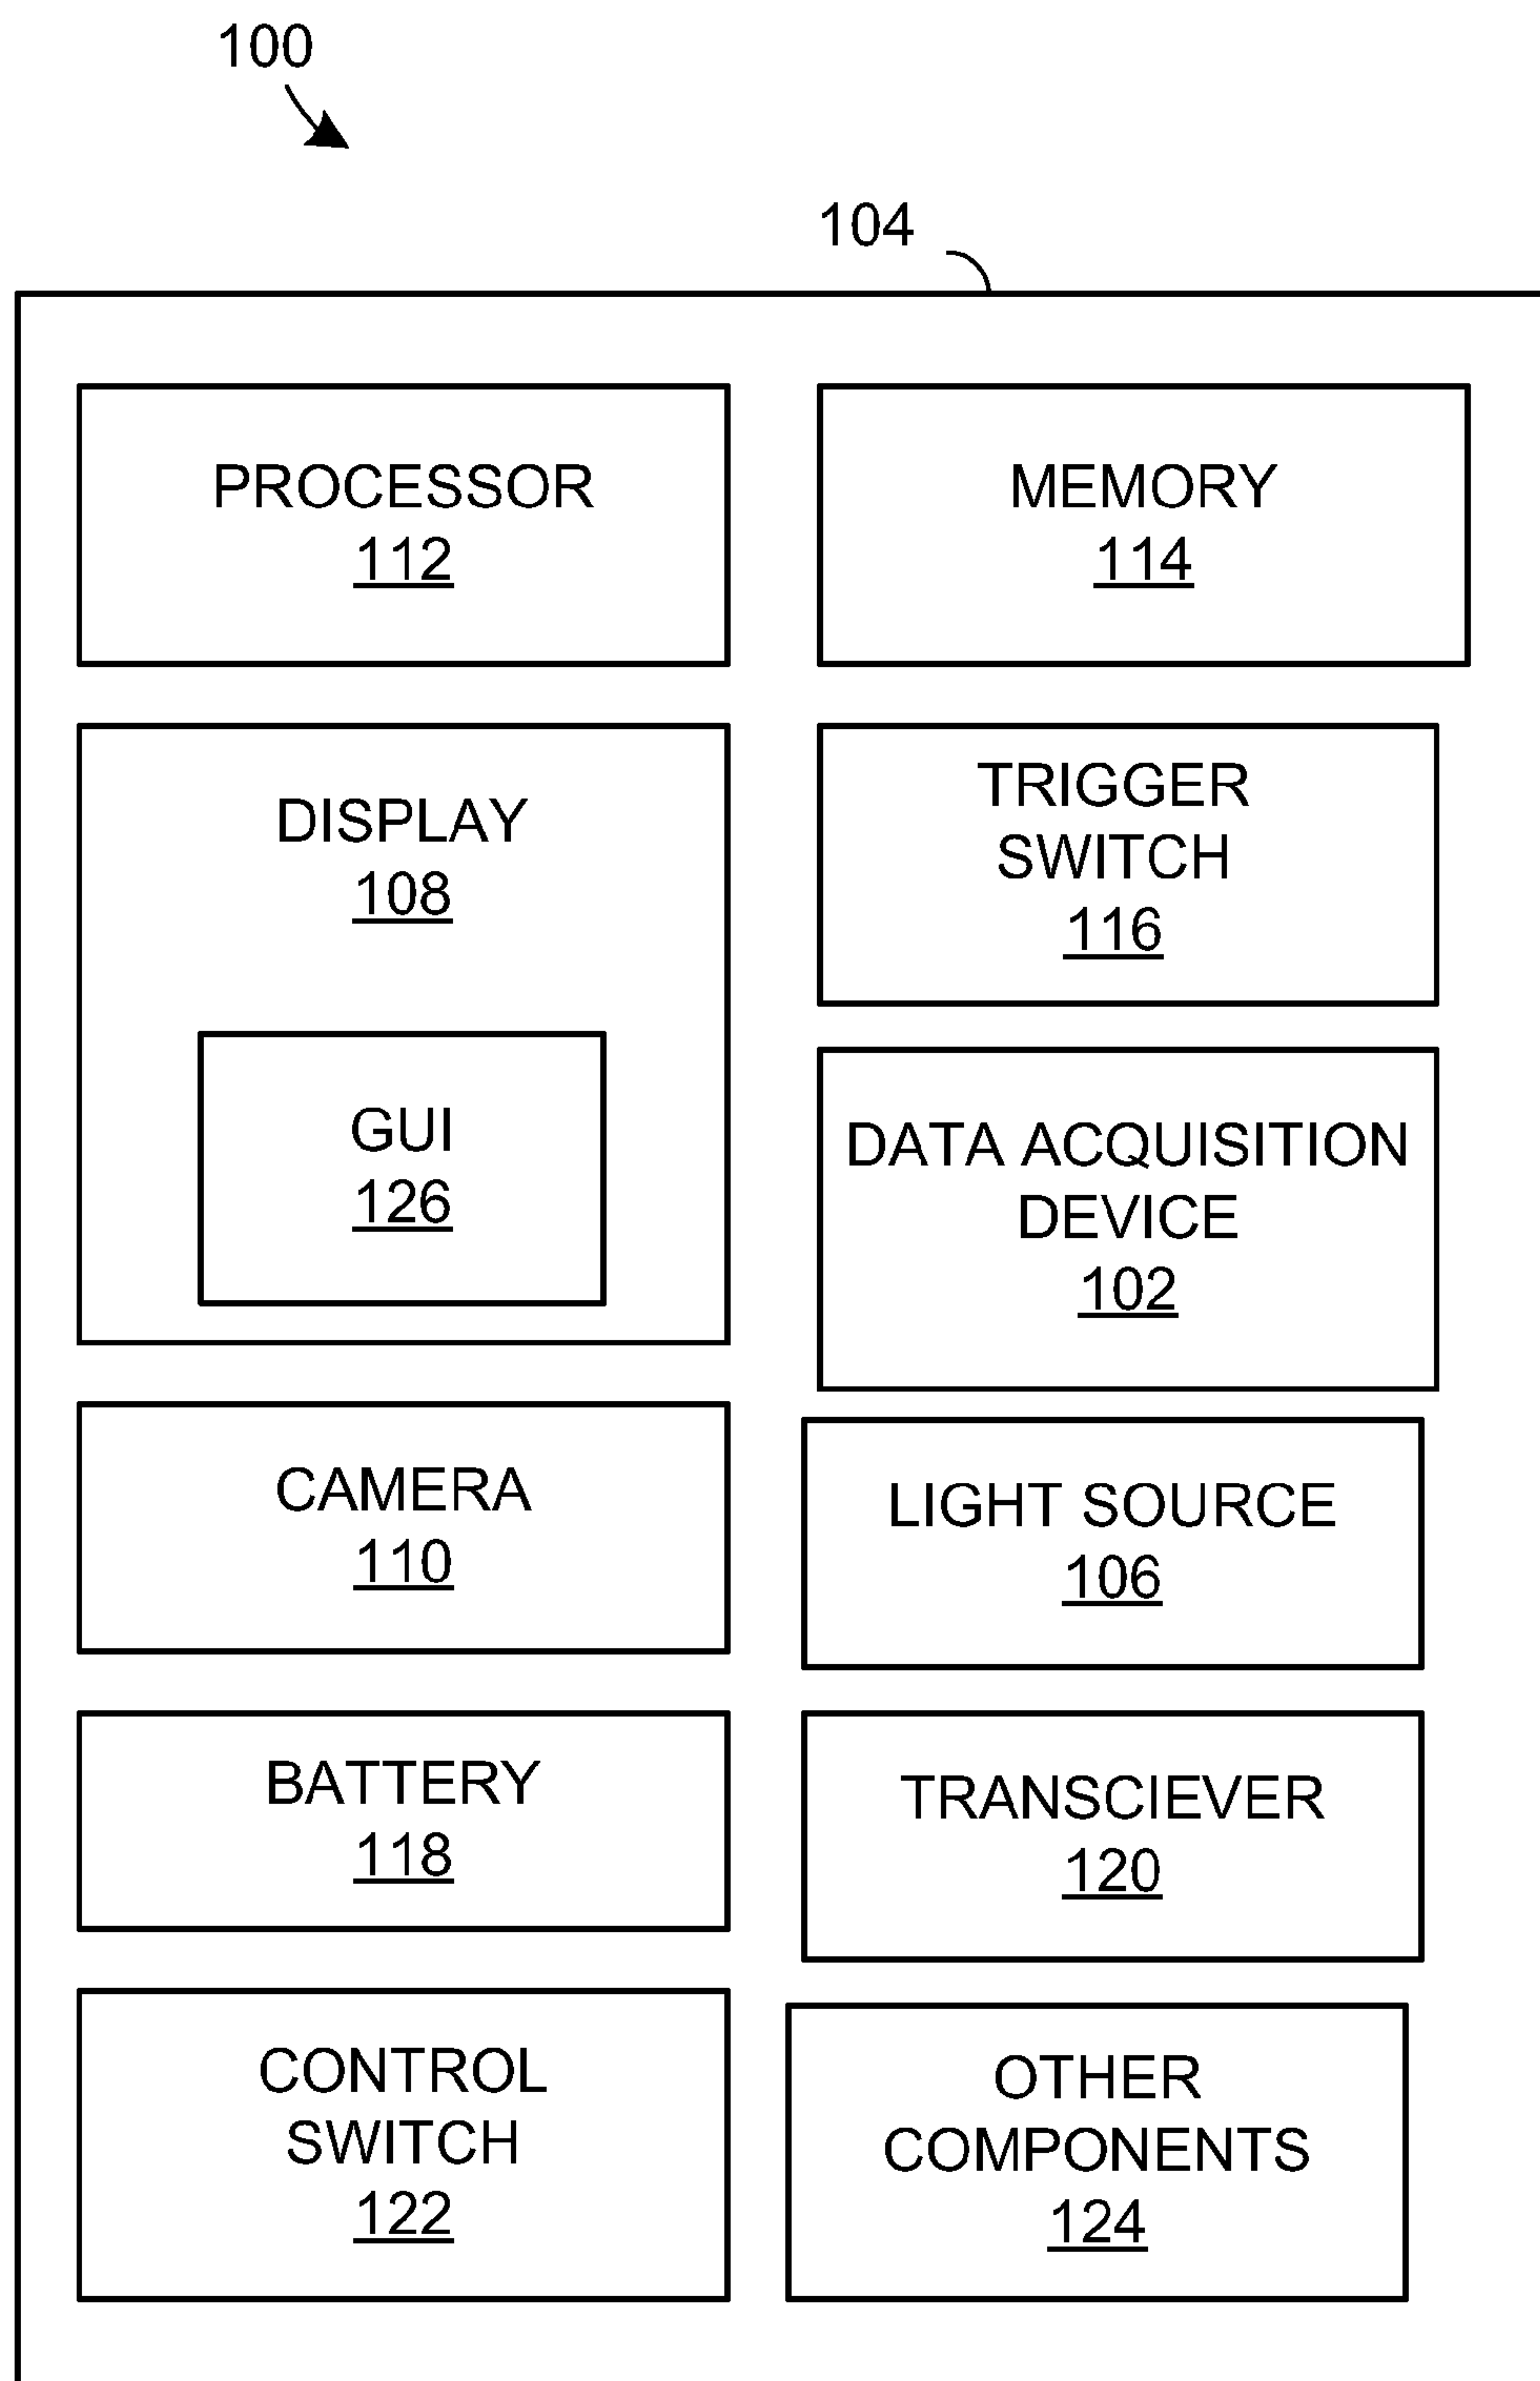 100
104
PROCESSOR
112
MEMORY
114
DISPLAY
108
GUI
126
TRIGGER
SWITCH
116
DATA ACQUISITION
DEVICE
102
CAMERA
110
LIGHT SOURCE
106
BATTERY
118
TRANSCIEVER
120
CONTROL
SWITCH
122
OTHER
COMPONENTS
124